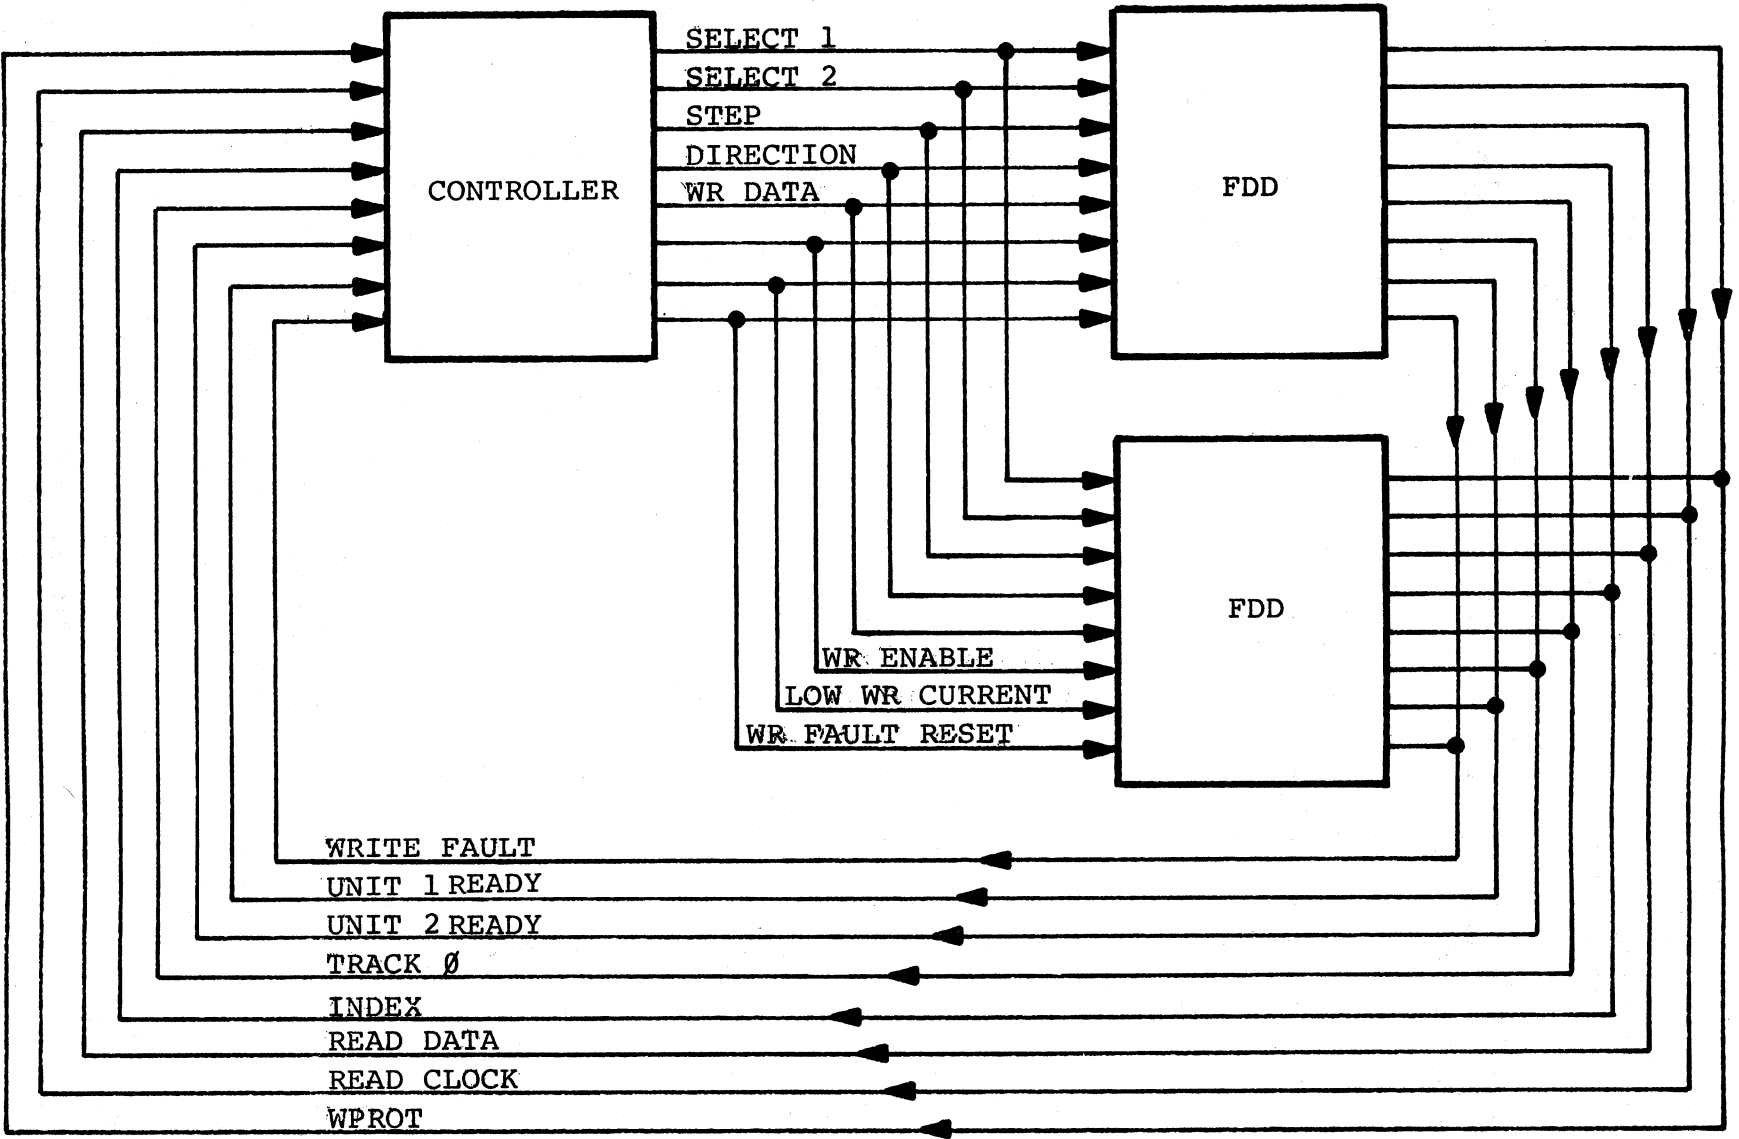 SELECT 1
SELECT 2
STEP
DIRECTION
WR DATA
CONTROLLER
FDD
FDD
WR ENABLE
LOW WR CURRENT
WR FAULT RESET
WRITE FAULT
UNIT 1 READY
UNIT 2 READY
TRACK Ø
INDEX
READ DATA
READ CLOCK
WPROT